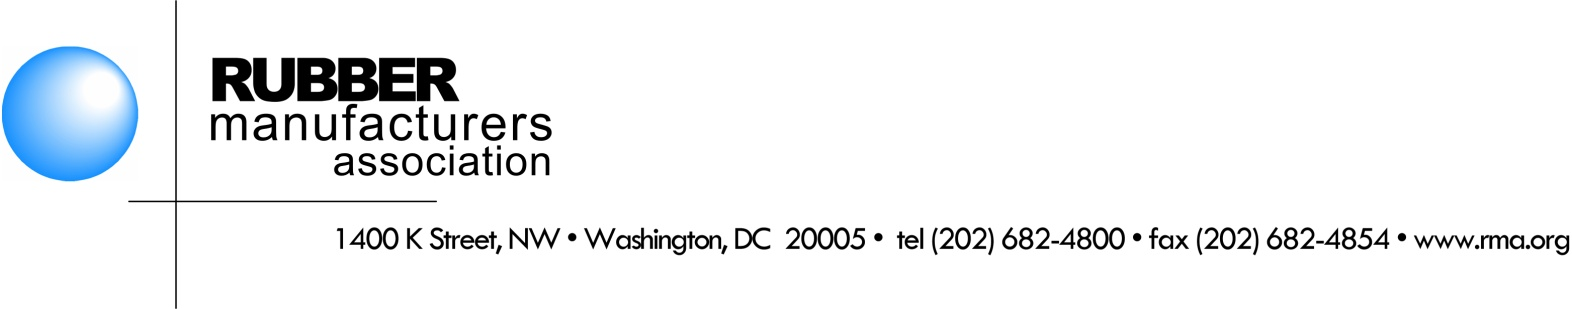 RUBBER
manufacturers
association
1400 K Street, NW • Washington, DC  20005 •  tel (202) 682-4800 • fax (202) 682-4854 • www.rma.org